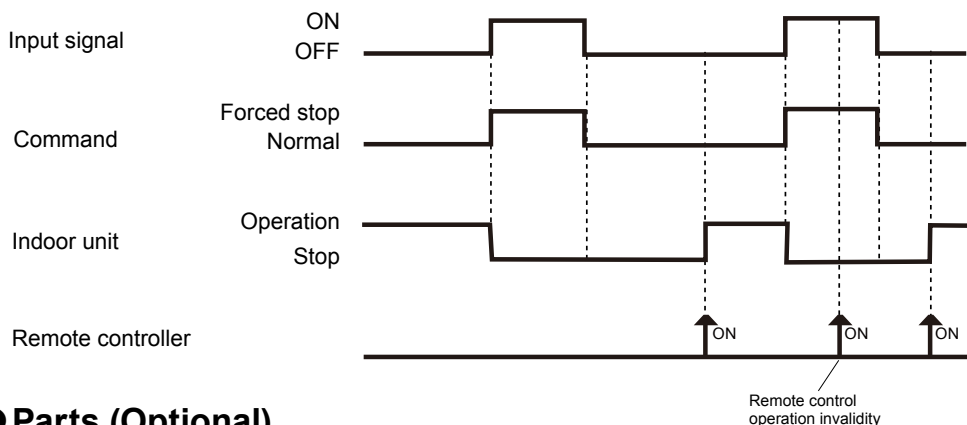 Input signal
ON
OFF
Command
Forced stop
Normal
Indoor unit
Operation
Stop
Remote controller
ON
ON
ON
Remote control
operation invalidity
Parts (Optional)